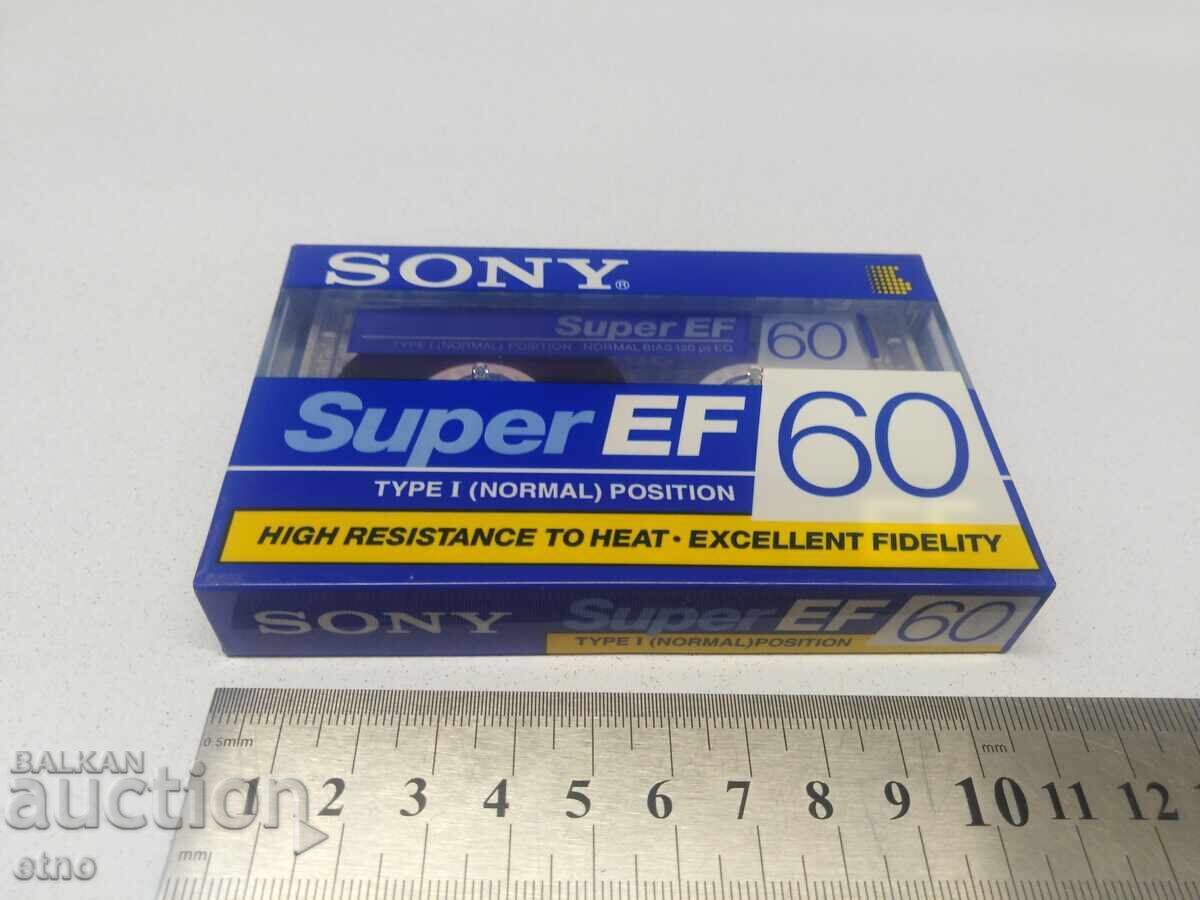 SONY®
Super EF 60
TYPE I (NORMAL) POSITION · NORMAL BIAS 120 μs EQ
Super EF 60
TYPE I (NORMAL) POSITION
HIGH RESISTANCE TO HEAT · EXCELLENT FIDELITY
SONY Super EF 60
TYPE I (NORMAL)POSITION
0.5mm mm
1 2 3 4 5 6 7 8 9 10 11 12
mm
BALKAN
auction
etno